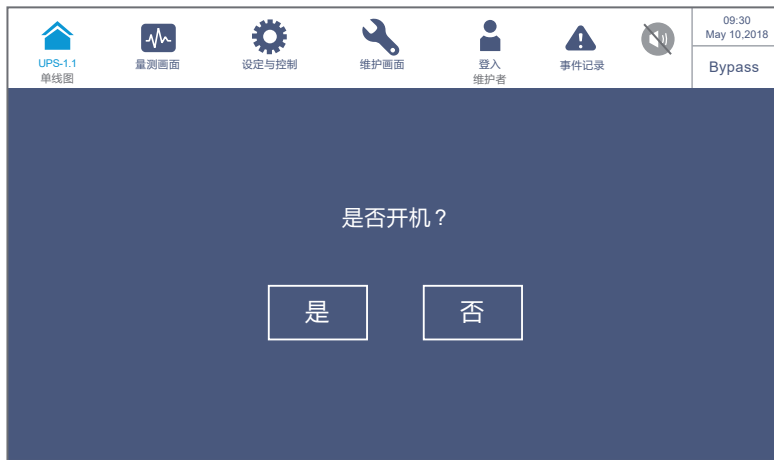 UPS-1.1
单线图
量测画面
设定与控制
维护画面
登入
维护者
事件记录
09:30
May 10,2018
Bypass
是否开机？
是
否